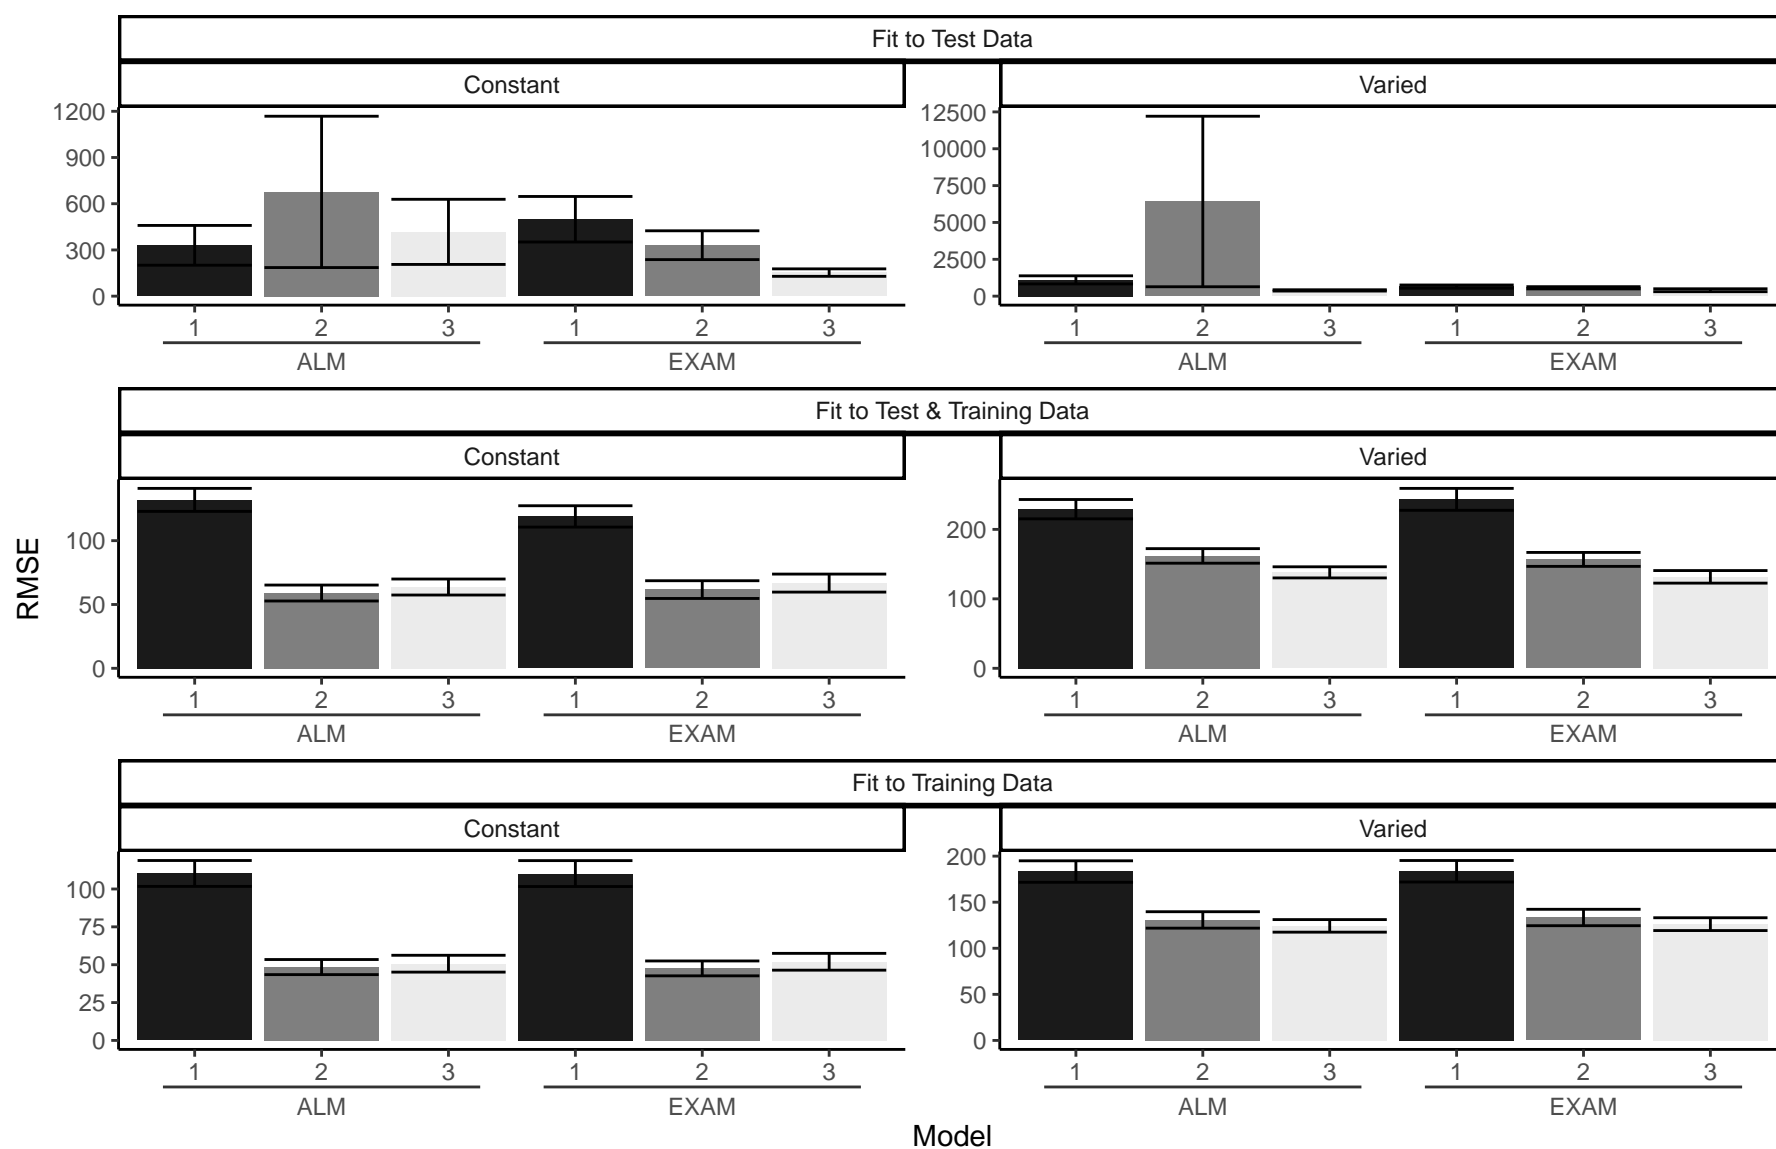 Fit to Test Data
Constant Varied
1200
900
600
300
0
12500
10000
7500
5000
2500
0
1 2 3 1 2 3 1 2 3 1 2 3
ALM EXAM ALM EXAM
Fit to Test & Training Data
Constant Varied
100
50
0
200
100
0
1 2 3 1 2 3 1 2 3 1 2 3
ALM EXAM ALM EXAM
Fit to Training Data
Constant Varied
100
75
50
25
0
200
150
100
50
0
1 2 3 1 2 3 1 2 3 1 2 3
ALM EXAM ALM EXAM
RMSE
Model